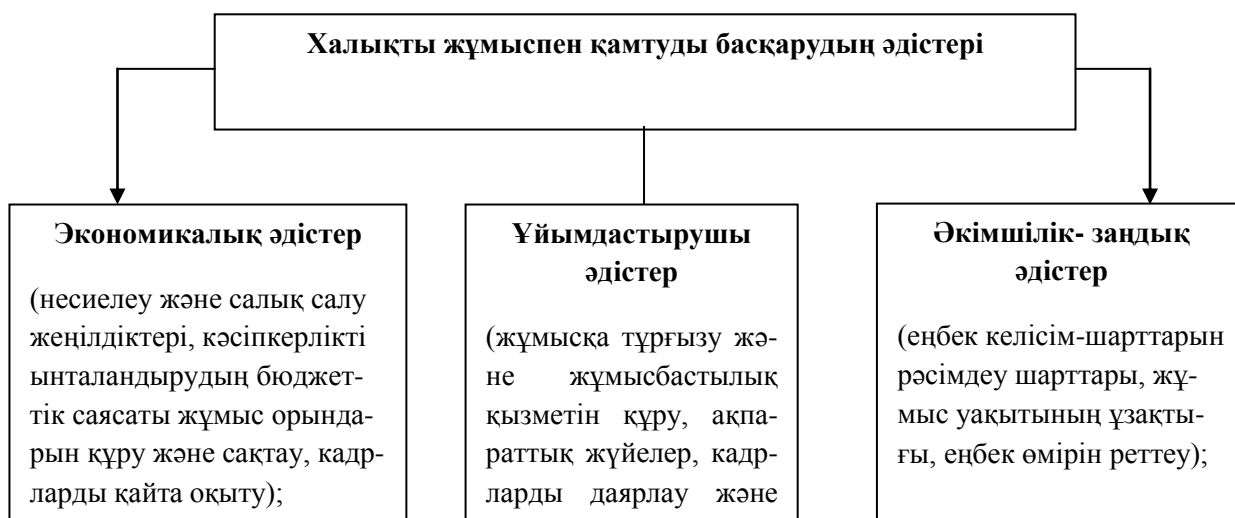 Халықты жұмыспен қамтуды басқарудың әдістері
Экономикалық әдістер
(несиелеу және салық салу
жеңілдіктері, кәсіпкерлікті
ынталандырудың бюджет-
тік саясаты жұмыс орында-
рын құру және сақтау, кадр-
ларды қайта оқыту);
Ұйымдастырушы
әдістер
(жұмысқа тұрғызу жә-
не жұмысбастылық
қызметін құру, ақпа-
раттық жүйелер, кадр-
ларды даярлау және
Әкімшілік- заңдық
әдістер
(еңбек келісім-шарттарын
рәсімдеу шарттары, жұ-
мыс уақытының ұзақты-
ғы, еңбек өмірін реттеу);